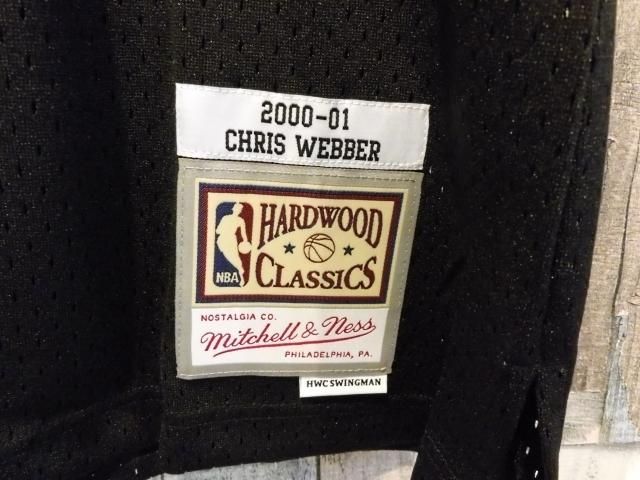 2000-01
CHRIS WEBBER
HARDWOOD
NBA
CLASSICS
NOSTALGIA CO.
Mitchell & Ness
PHILADELPHIA, PA.
HWC SWINGMAN